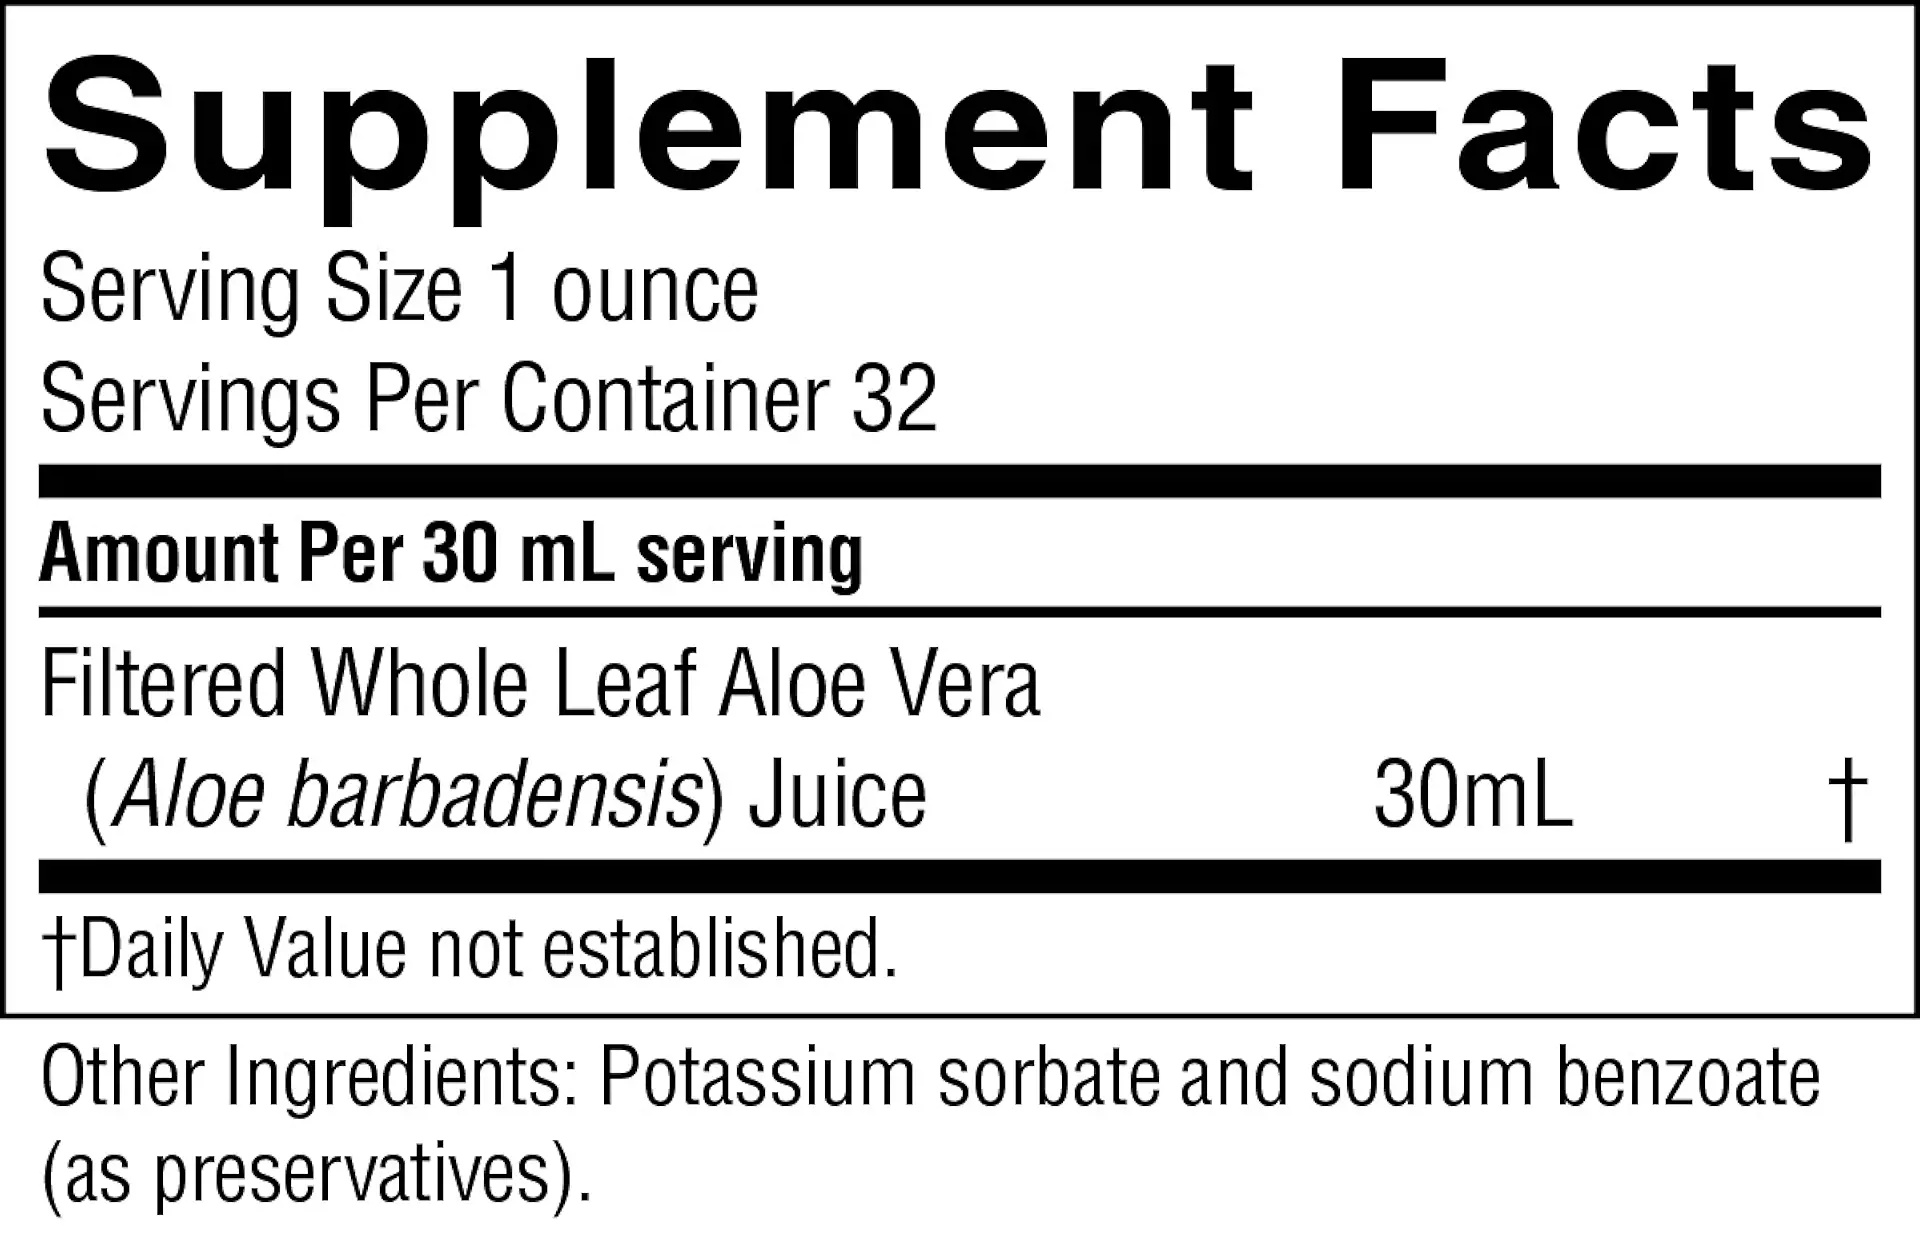 Supplement Facts
Serving Size 1 ounce
Servings Per Container 32
Amount Per 30 mL serving
Filtered Whole Leaf Aloe Vera
(Aloe barbadensis) Juice 30mL †
†Daily Value not established.
Other Ingredients: Potassium sorbate and sodium benzoate
(as preservatives).